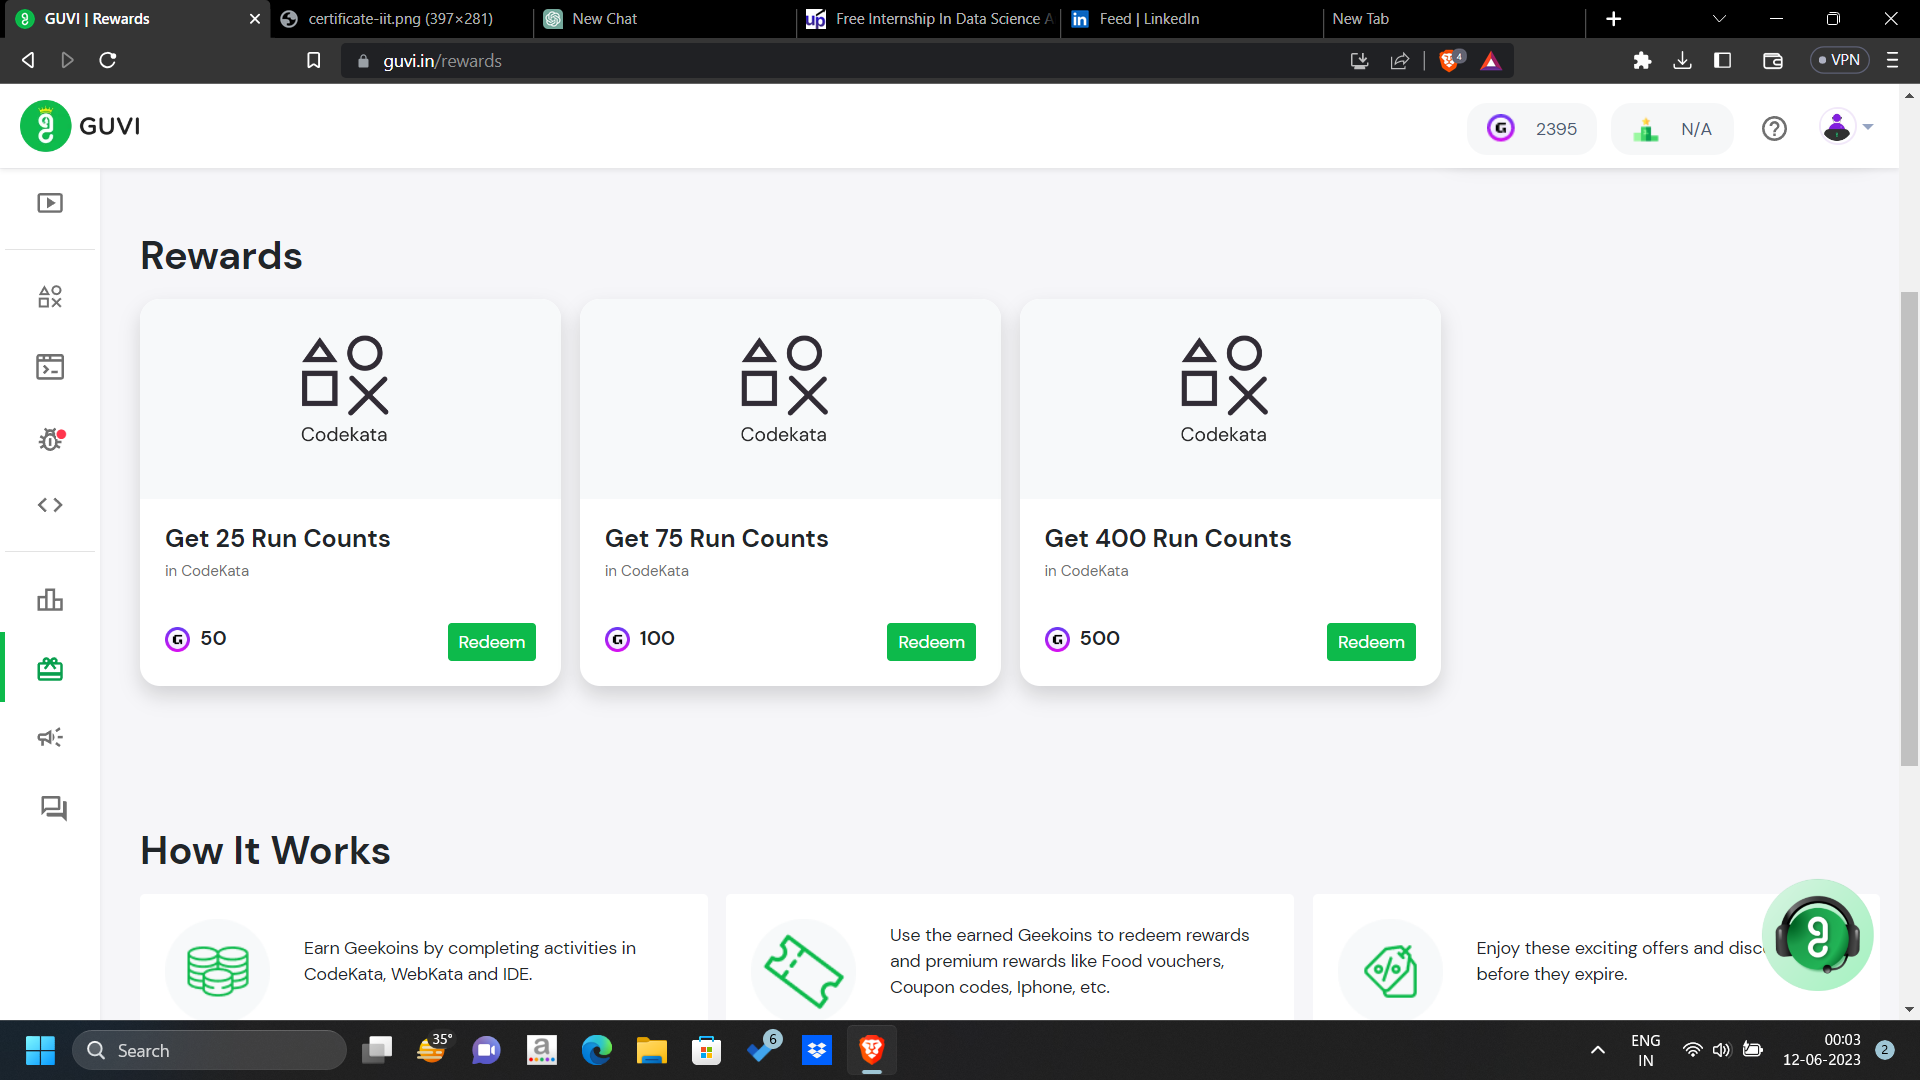 GUVI | Rewards
certificate-iit.png (397×281)
New Chat
Free Internship In Data Science A
Feed | LinkedIn
New Tab
guvi.in/rewards
4
VPN
GUVI
2395
N/A
Rewards
Codekata
Codekata
Codekata
Get 25 Run Counts
in CodeKata
50
Redeem
Get 75 Run Counts
in CodeKata
100
Redeem
Get 400 Run Counts
in CodeKata
500
Redeem
How It Works
Earn Geekoins by completing activities in
CodeKata, WebKata and IDE.
Use the earned Geekoins to redeem rewards
and premium rewards like Food vouchers,
Coupon codes, Iphone, etc.
Enjoy these exciting offers and disc
before they expire.
Search
35°
6
ENG
IN
00:03
12-06-2023
2